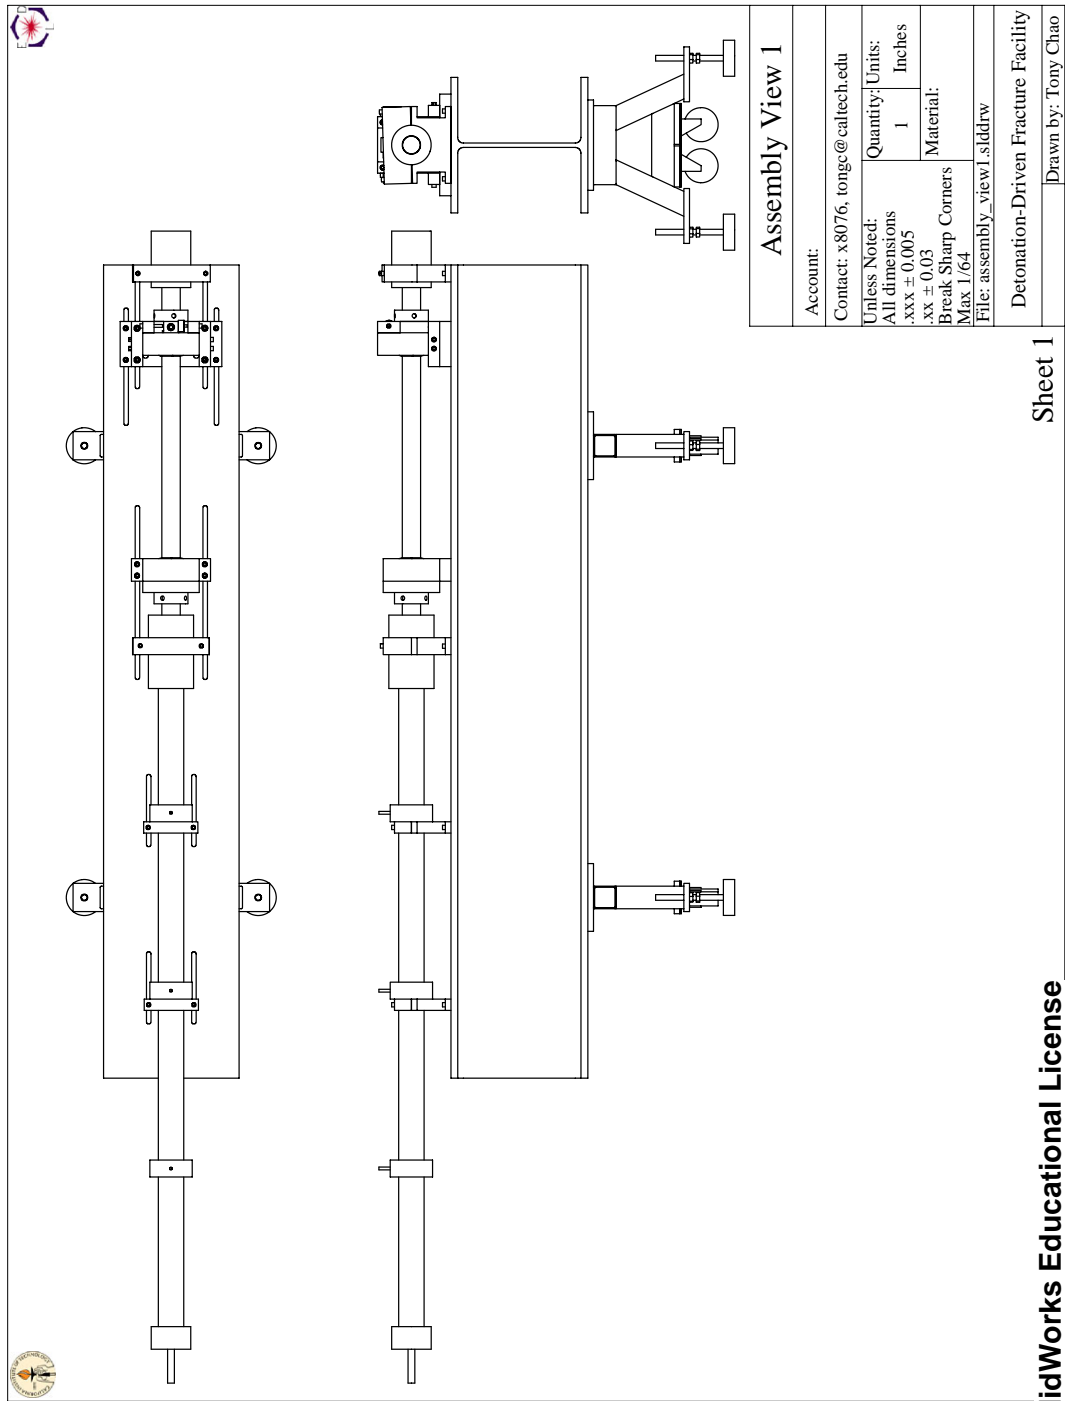 Assembly View 1
Account:
Contact: x8076, tongc@caltech.edu
Unless Noted:
All dimensions
.xxx ± 0.005
.xx ± 0.03
Break Sharp Corners
Max 1/64
Quantity:
1
Units:
Inches
Material:
File: assembly_view1.slddrw
Detonation-Driven Fracture Facility
Drawn by: Tony Chao
Sheet 1
idWorks Educational License
E
D
L